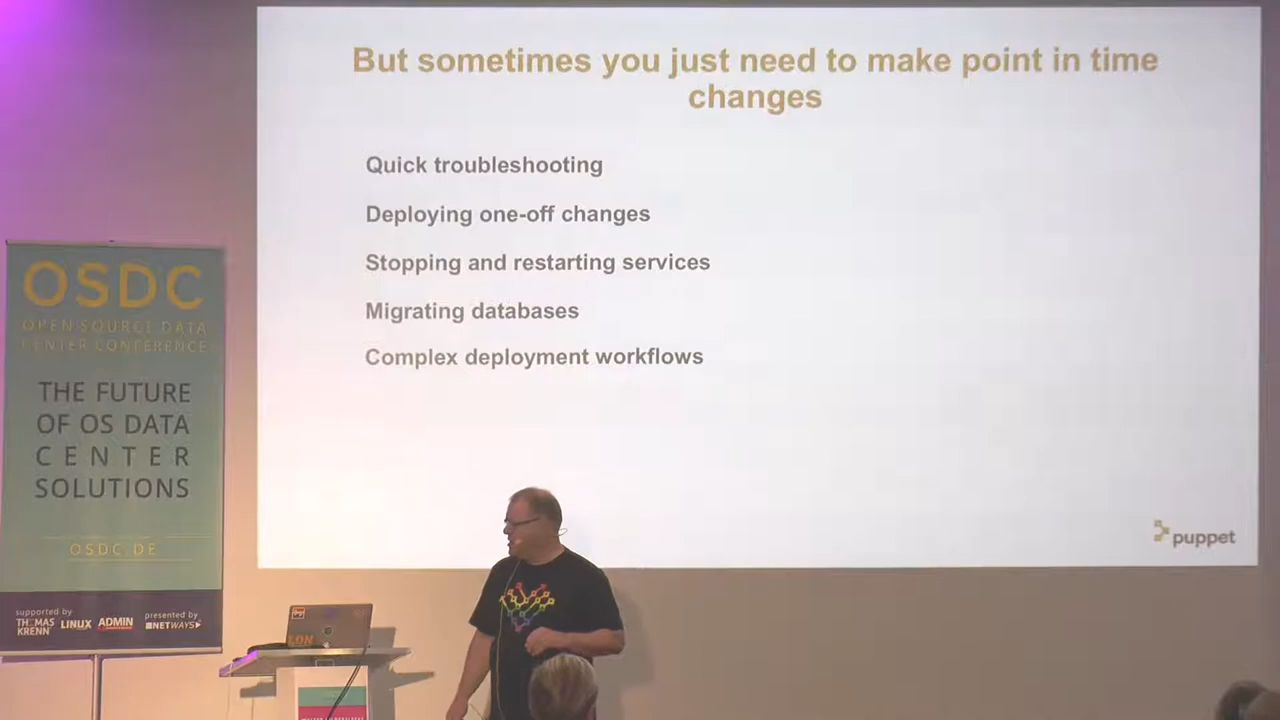 But sometimes you just need to make point in time
changes
Quick troubleshooting
Deploying one-off changes
Stopping and restarting services
Migrating databases
Complex deployment workflows
puppet
OSDC
OPEN SOURCE DATA
CENTER CONFERENCE
THE FUTURE
OF OS DATA
CENTER
SOLUTIONS
OSDC.DE
supported by
THOMAS
KRENN
LINUX
ADMIN
presented by
NETWAYS
LDN